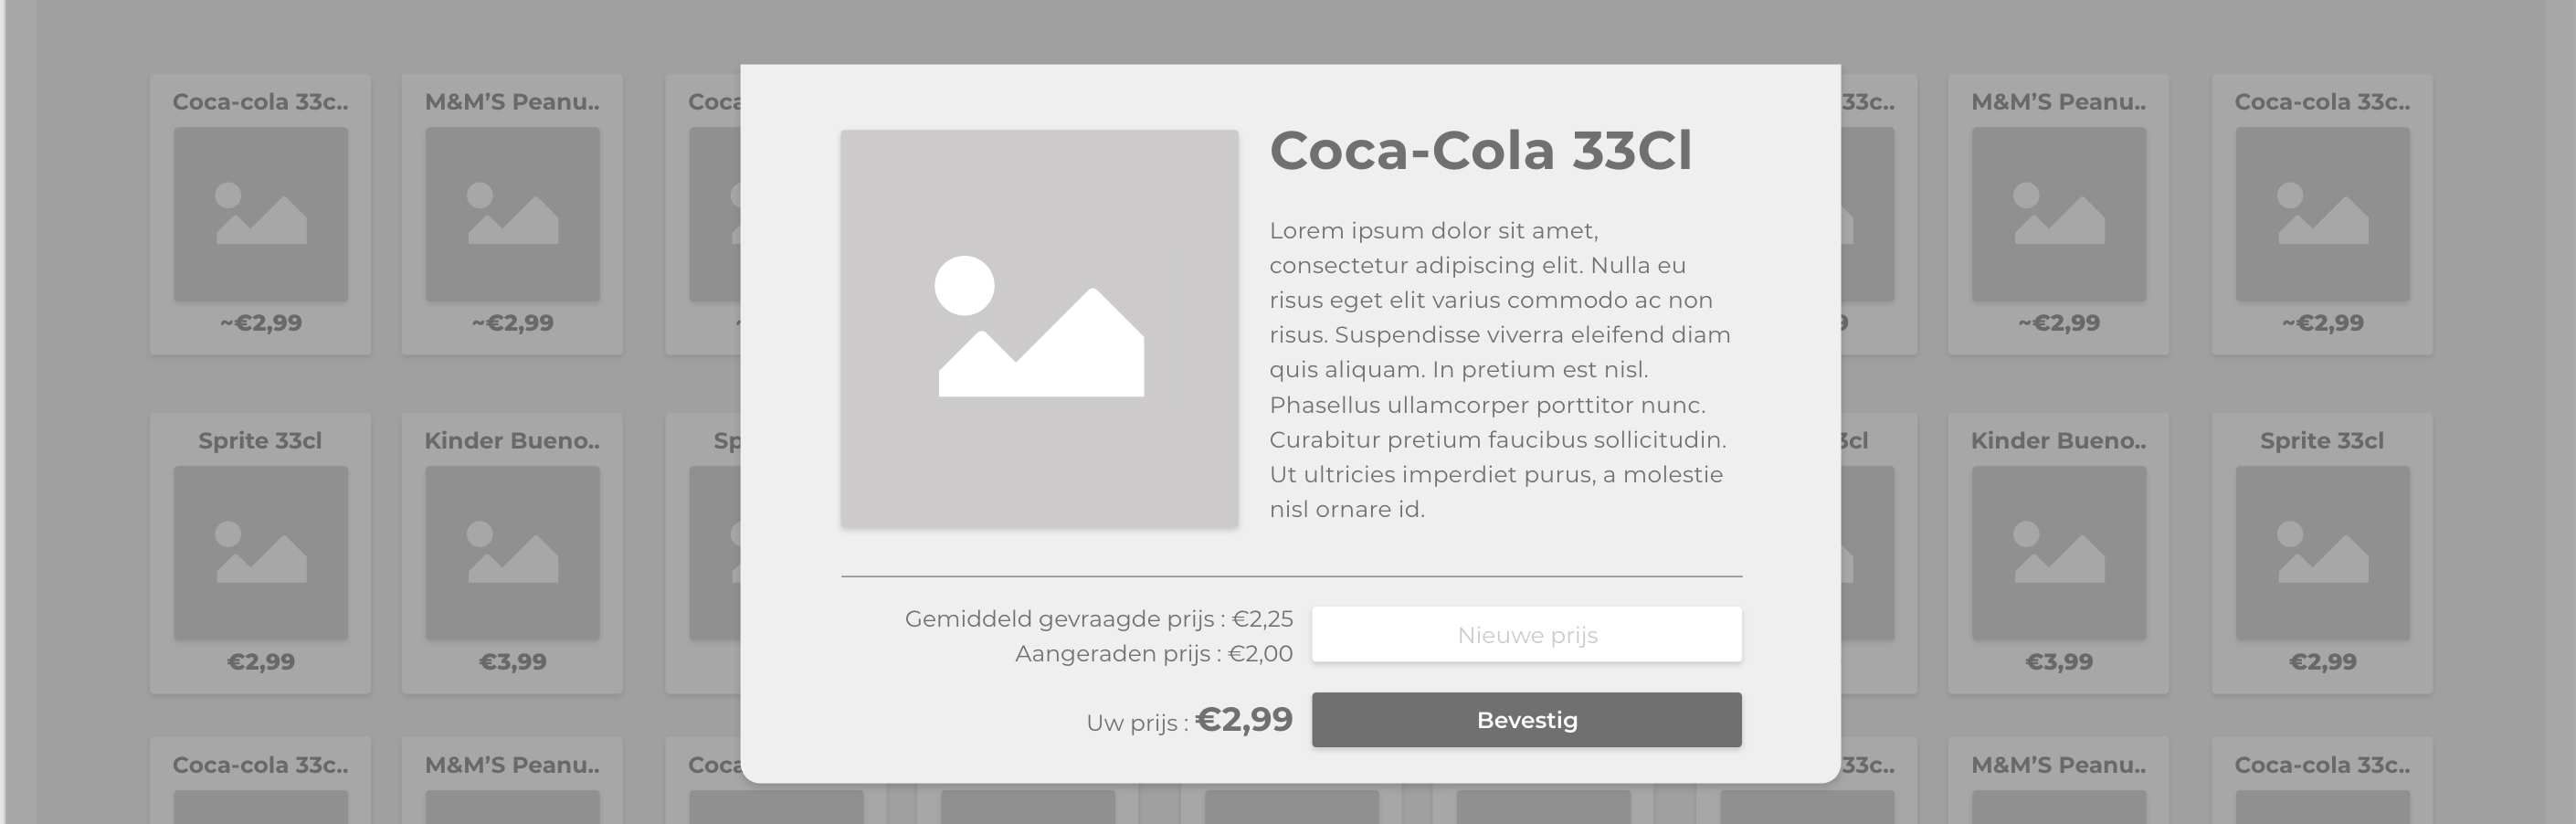 Coca-cola 33c..
M&M’S Peanu..
Coca
33c..
M&M’S Peanu..
Coca-cola 33c..
~€2,99
~€2,99
~
9
~€2,99
~€2,99
Sprite 33cl
Kinder Bueno..
Sp
3cl
Kinder Bueno..
Sprite 33cl
€2,99
€3,99
€3,99
€2,99
Coca-cola 33c..
M&M’S Peanu..
Coca
33c..
M&M’S Peanu..
Coca-cola 33c..
Coca-Cola 33Cl
Lorem ipsum dolor sit amet,
consectetur adipiscing elit. Nulla eu
risus eget elit varius commodo ac non
risus. Suspendisse viverra eleifend diam
quis aliquam. In pretium est nisl.
Phasellus ullamcorper porttitor nunc.
Curabitur pretium faucibus sollicitudin.
Ut ultricies imperdiet purus, a molestie
nisl ornare id.
Gemiddeld gevraagde prijs : €2,25
Aangeraden prijs : €2,00
Nieuwe prijs
Uw prijs : €2,99
Bevestig